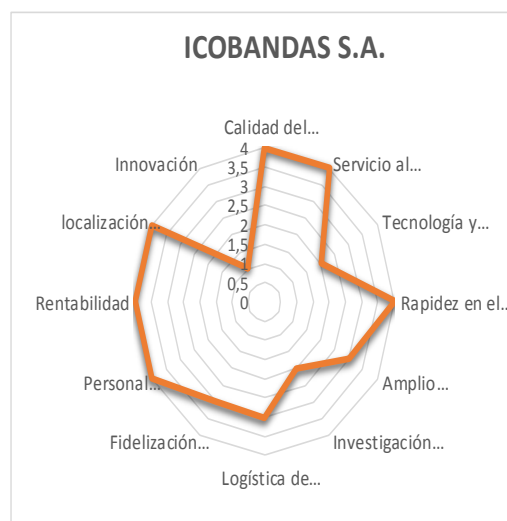 ICOBANDAS S.A.
Calidad del...
Servicio al...
Tecnología y...
Rapidez en el...
Amplio...
Investigación...
Logística de...
Fidelización...
Personal...
Rentabilidad
localización...
Innovación
4
3,5
3
2,5
2
1,5
1
0,5
0